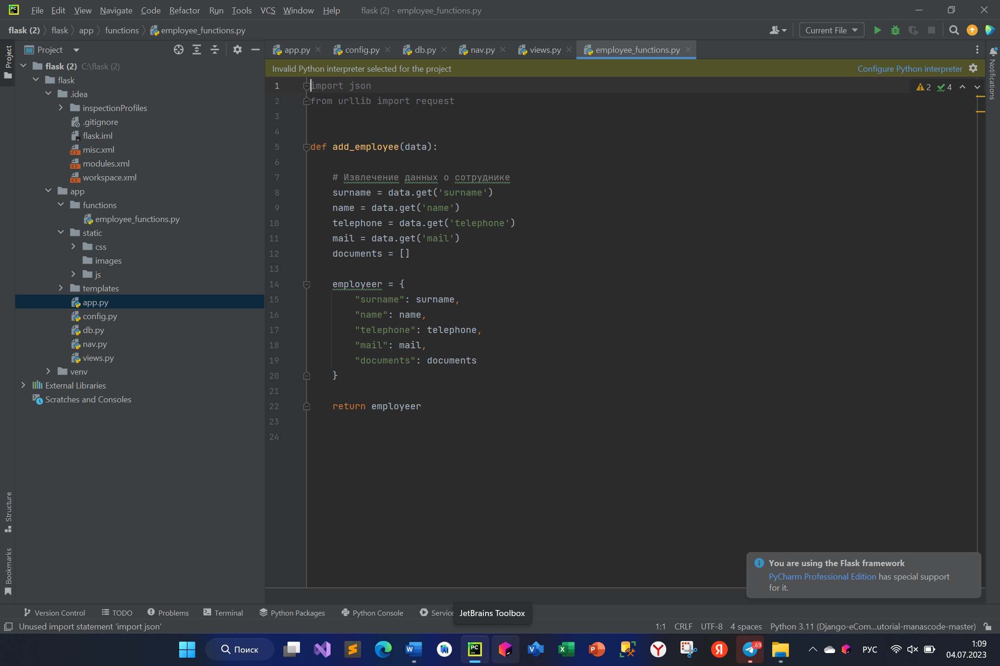 File Edit View Navigate Code Refactor Run Tools VCS Window Help flask (2) - employee_functions.py
flask (2) flask app functions employee_functions.py Current File
Project
app.py config.py db.py nav.py views.py employee_functions.py
Invalid Python interpreter selected for the project Configure Python interpreter
Project
Notifications
Structure
Bookmarks
flask (2) C:\flask (2)
flask
.idea
inspectionProfiles
.gitignore
flask.iml
misc.xml
modules.xml
workspace.xml
app
functions
employee_functions.py
static
css
images
js
templates
app.py
config.py
db.py
nav.py
views.py
venv
External Libraries
Scratches and Consoles
2 4
1 import json
2 from urllib import request
3
4
5 def add_employee(data):
6
7 # Извлечение данных о сотруднике
8 surname = data.get('surname')
9 name = data.get('name')
10 telephone = data.get('telephone')
11 mail = data.get('mail')
12 documents = []
13
14 employeer = {
15 "surname": surname,
16 "name": name,
17 "telephone": telephone,
18 "mail": mail,
19 "documents": documents
20 }
21
22 return employeer
23
24
You are using the Flask framework
PyCharm Professional Edition has special support
for it.
Version Control TODO Problems Terminal Python Packages Python Console Service JetBrains Toolbox
Unused import statement 'import json' 1:1 CRLF UTF-8 4 spaces Python 3.11 (Django-eCom...utorial-manascode-master)
Поиск
..69
РУС
1:09
04.07.2023